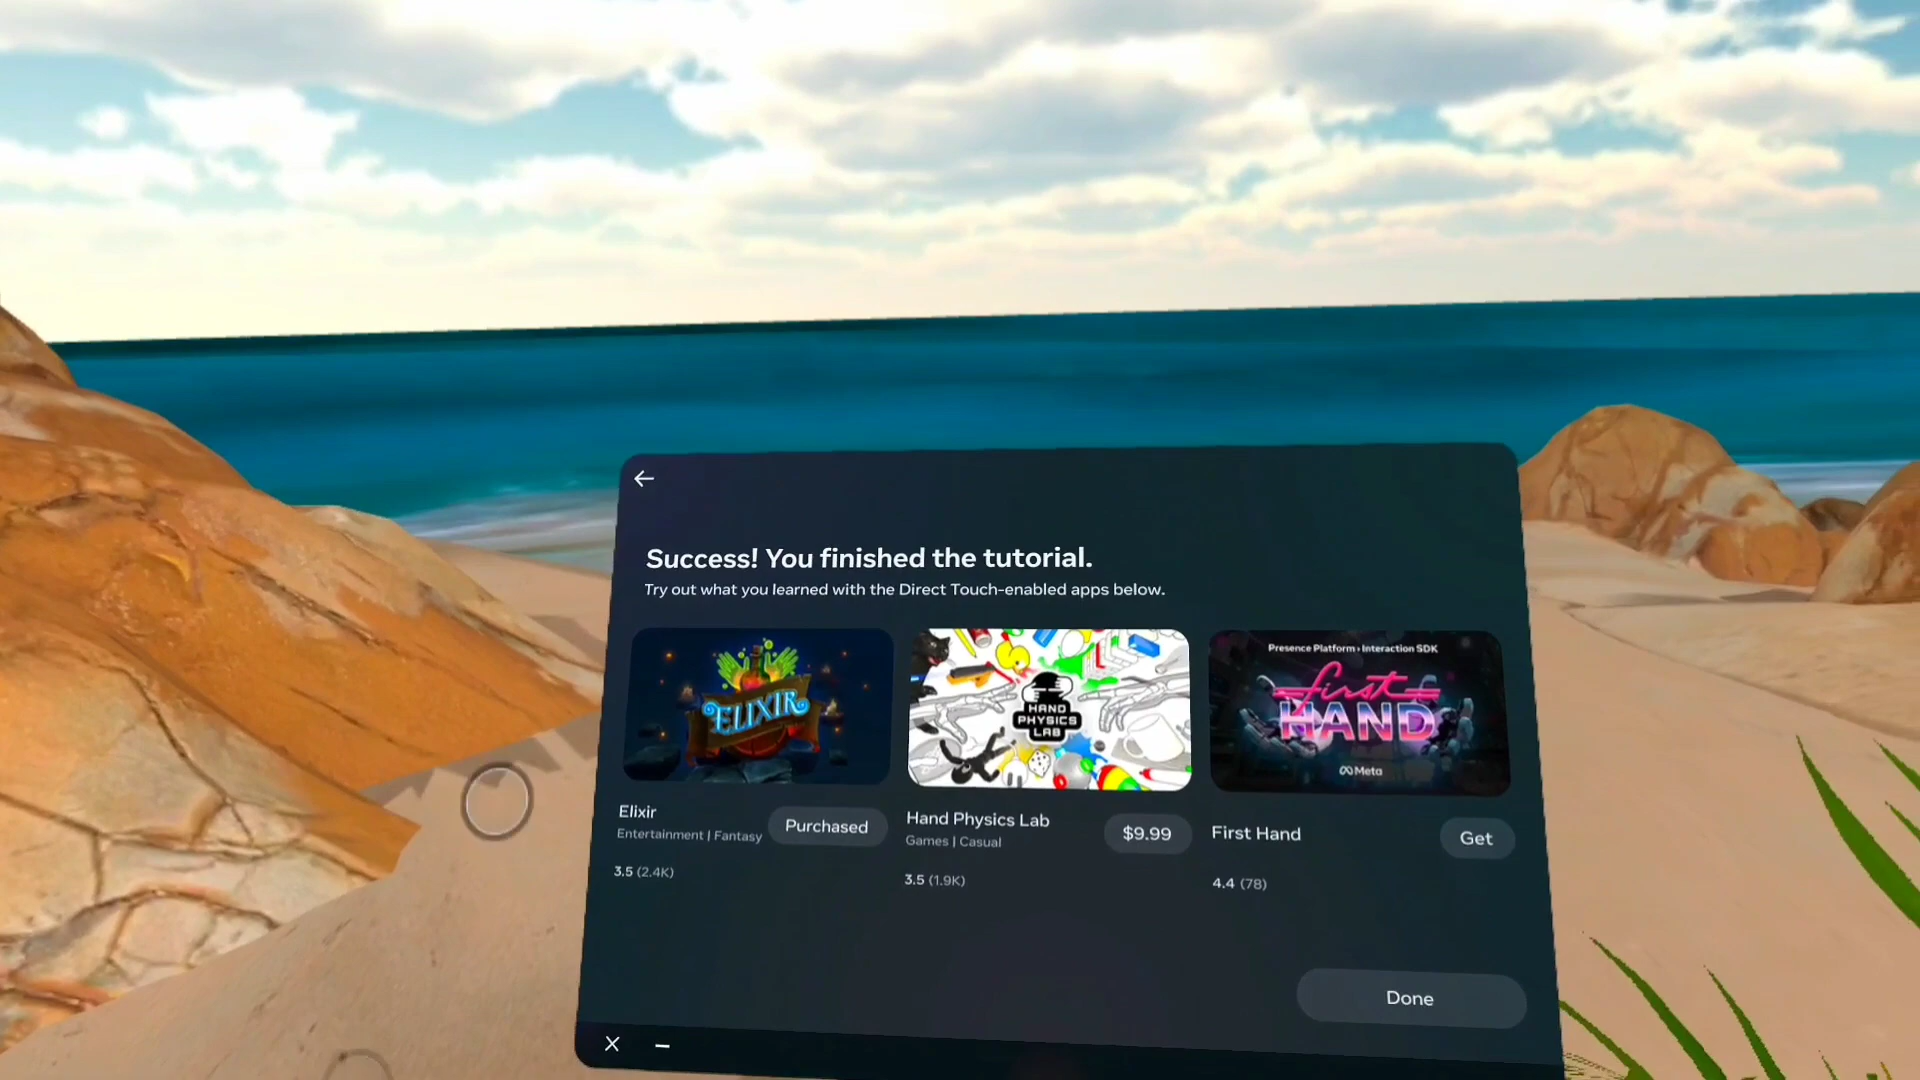 Success! You finished the tutorial.
Try out what you learned with the Direct Touch-enabled apps below.
ELIXIR
HAND
PHYSICS
LAB
Presence Platform › Interaction SDK
first
HAND
Meta
Elixir
Entertainment | Fantasy
Purchased
3.5 (2.4K)
Hand Physics Lab
Games | Casual
$9.99
3.5 (1.9K)
First Hand
Get
4.4 (78)
Done